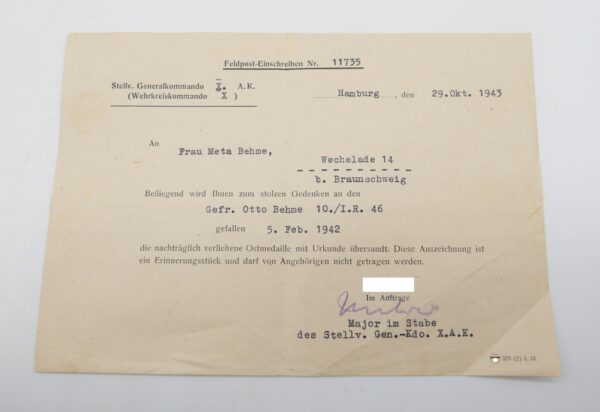 Feldpost-Einschreiben Nr. 11735
Stellv. Generalkommando X. A.K.
(Wehrkreiskommando X )
Hamburg, den 29.Okt. 1943
An
Frau Meta Behme,
Wechelade 14
b. Braunschweig
Beiliegend wird Ihnen zum stolzen Gedenken an den
Gefr. Otto Behme 10./I.R. 46
gefallen 5. Feb. 1942
die nachträglich verliehene Ostmedaille mit Urkunde übersandt. Diese Auszeichnung ist
ein Erinnerungsstück und darf von Angehörigen nicht getragen werden.
Im Auftrage
Major im Stabe
des Stellv. Gen.-Kdo. X.A.K.